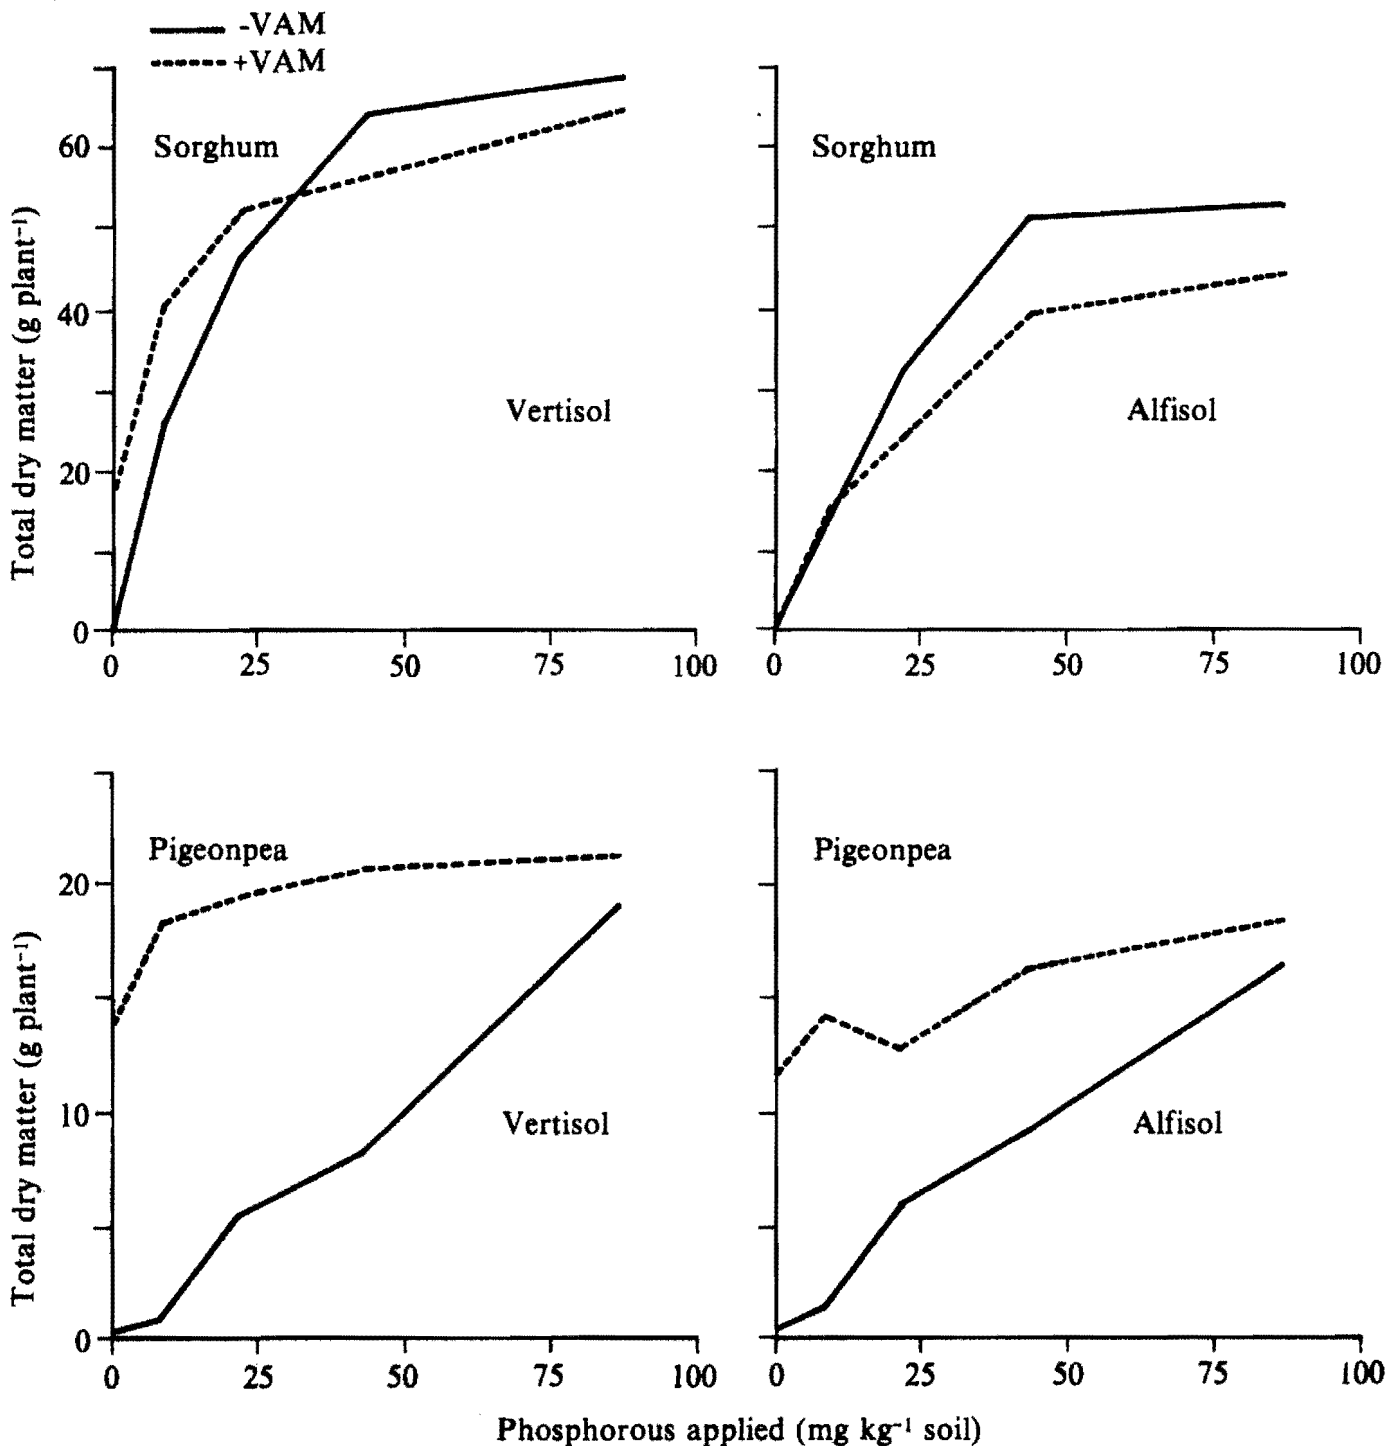 -VAM
+VAM
Sorghum
Vertisol
Total dry matter (g plant⁻¹)
60
40
20
0
0 25 50 75 100
Sorghum
Alfisol
0 25 50 75 100
Pigeonpea
Vertisol
Total dry matter (g plant⁻¹)
20
10
0
0 25 50 75 100
Pigeonpea
Alfisol
0 25 50 75 100
Phosphorous applied (mg kg⁻¹ soil)